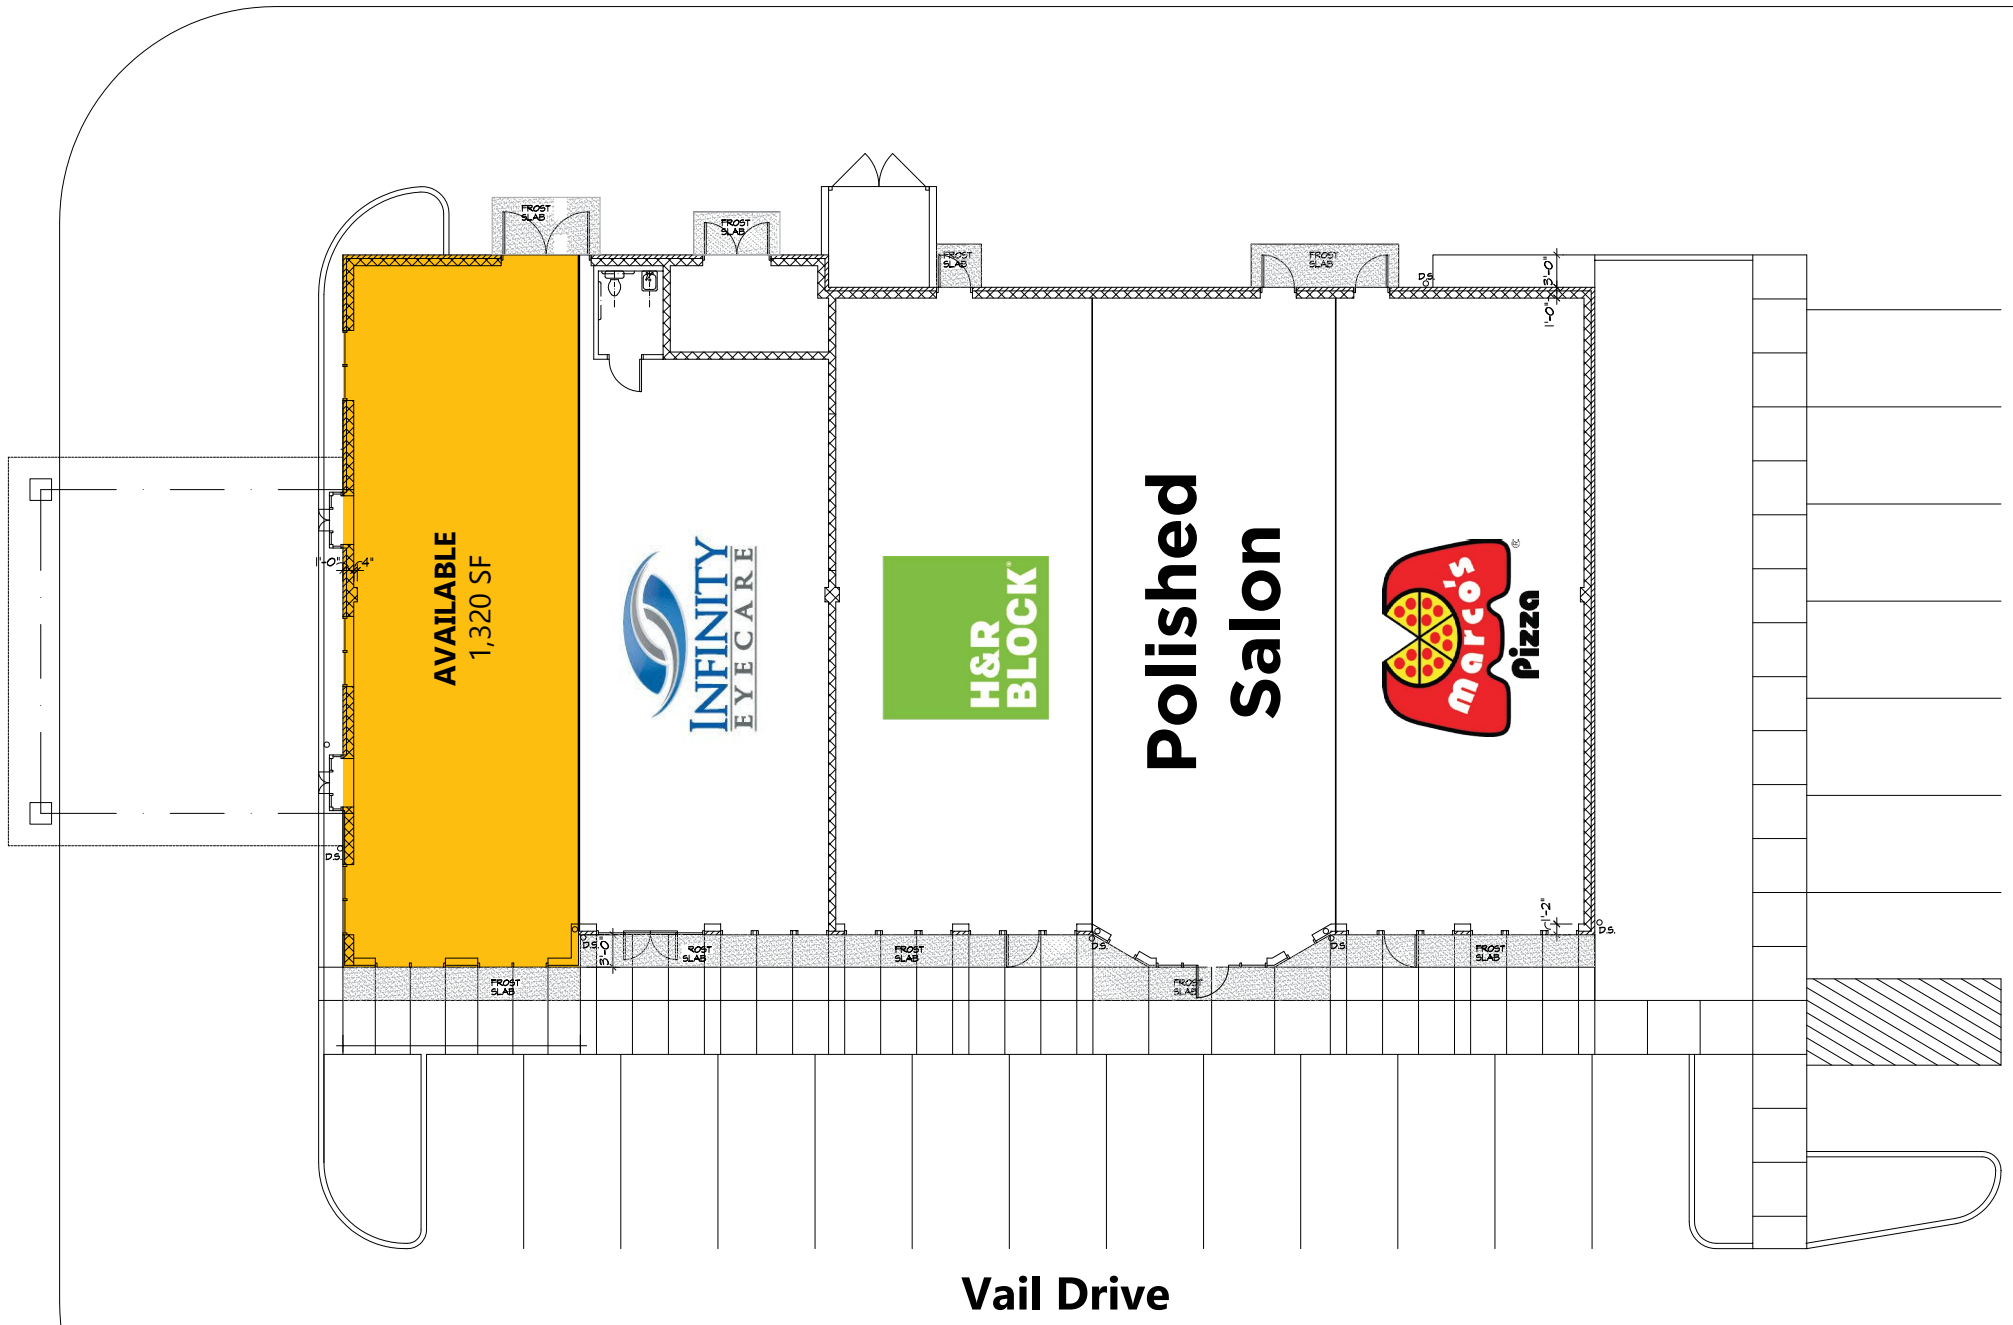 FROST
SLAB
FROST
SLAB
FROST
SLAB
FROST
SLAB
D.S.
3'-0"
1'-0"
AVAILABLE
1,320 SF
INFINITY
EYECARE
H&R
BLOCK®
Polished
Salon
Marco's
Pizza
®
1'-0"
4"
D.S.
1'-2"
D.S.
D.S.
3'-0"
ROST
SLAB
FROST
SLAB
D.S.
D.S
FROST
SLAB
FROST
SLAB
FROST
SLAB
Vail Drive